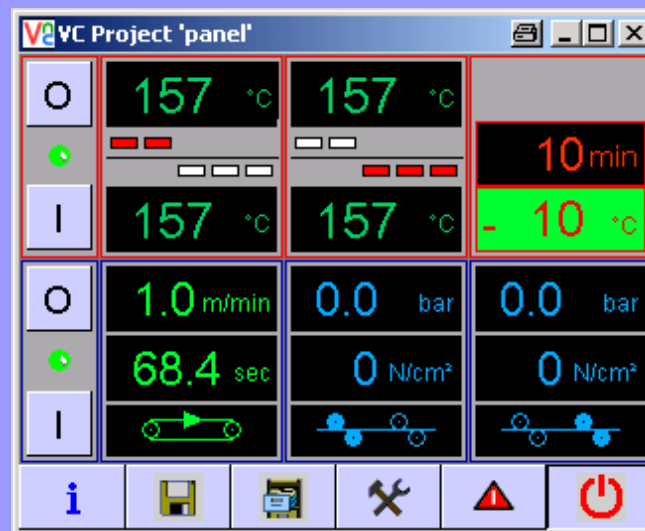 VC Project 'panel'
O
157 °C
157 °C
10 min
I
157 °C
157 °C
- 10 °C
O
1.0 m/min
0.0 bar
0.0 bar
68.4 sec
0 N/cm²
0 N/cm²
I
i